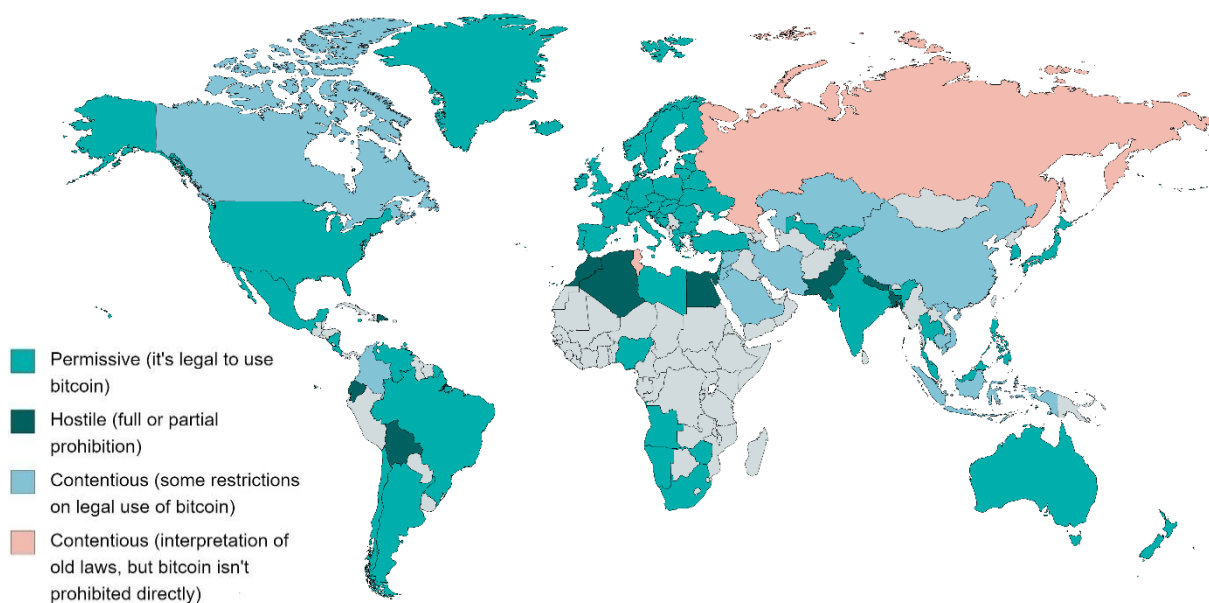 Permissive (it's legal to use
bitcoin)
Hostile (full or partial
prohibition)
Contentious (some restrictions
on legal use of bitcoin)
Contentious (interpretation of
old laws, but bitcoin isn't
prohibited directly)